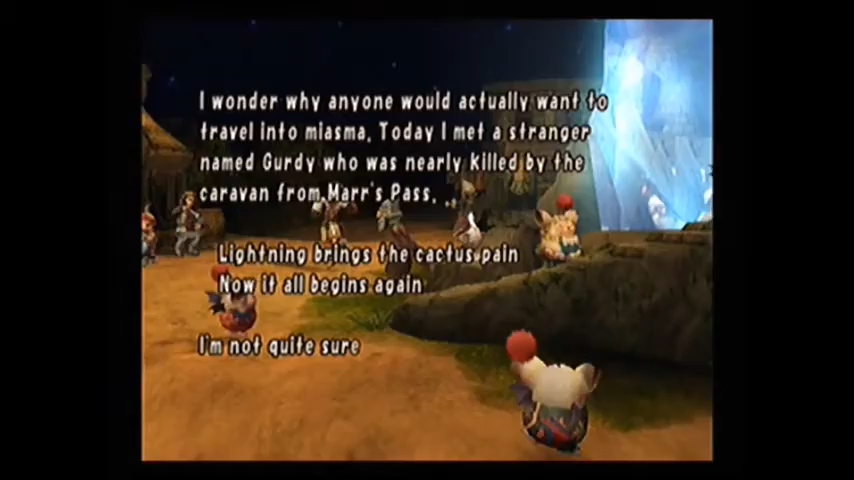 I wonder why anyone would actually want to
travel into miasma. Today I met a stranger
named Gurdy who was nearly killed by the
caravan from Marr's Pass.
Lightning brings the cactus pain
Now it all begins again
I'm not quite sure